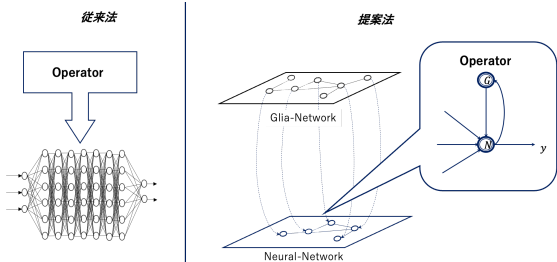 従来法
Operator
提案法
Glia-Network
Neural-Network
Operator
G
N
y